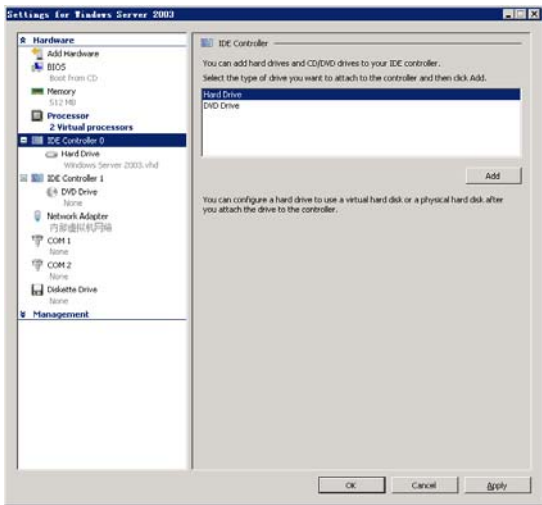 Settings for Windows Server 2003
Hardware
Add Hardware
BIOS
Boot from CD
Memory
512 MB
Processor
2 Virtual processors
IDE Controller 0
Hard Drive
Windows Server 2003.vhd
IDE Controller 1
DVD Drive
None
Network Adapter
内部虚拟机网络
COM 1
None
COM 2
None
Diskette Drive
None
Management
IDE Controller
You can add hard drives and CD/DVD drives to your IDE controller.
Select the type of drive you want to attach to the controller and then click Add.
Hard Drive
DVD Drive
Add
You can configure a hard drive to use a virtual hard disk or a physical hard disk after
you attach the drive to the controller.
OK
Cancel
Apply